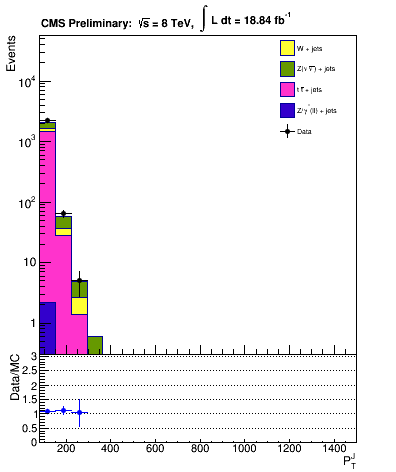 CMS Preliminary: √s = 8 TeV, ∫ L dt = 18.84 fb⁻¹
Events
10⁴
10³
10²
10
1
W + jets
Z(ν ν̅) + jets
t t̅ + jets
Z/γ*(ll) + jets
Data
Data/MC
3
2.5
2
1.5
1
0.5
0
200 400 600 800 1000 1200 1400
P_T^J